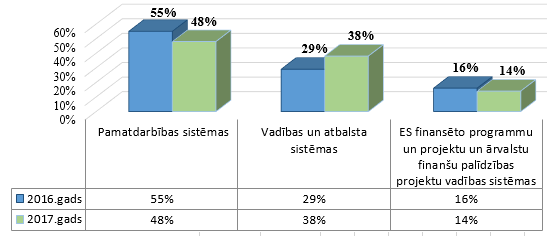 55%
48%
29%
38%
16%
14%
60%
50%
40%
30%
20%
10%
0%
Pamatdarbības sistēmas
Vadības un atbalsta
sistēmas
ES finansēto programmu
un projektu un ārvalstu
finanšu palīdzības
projektu vadības sistēmas
2016.gads 55% 29% 16%
2017.gads 48% 38% 14%